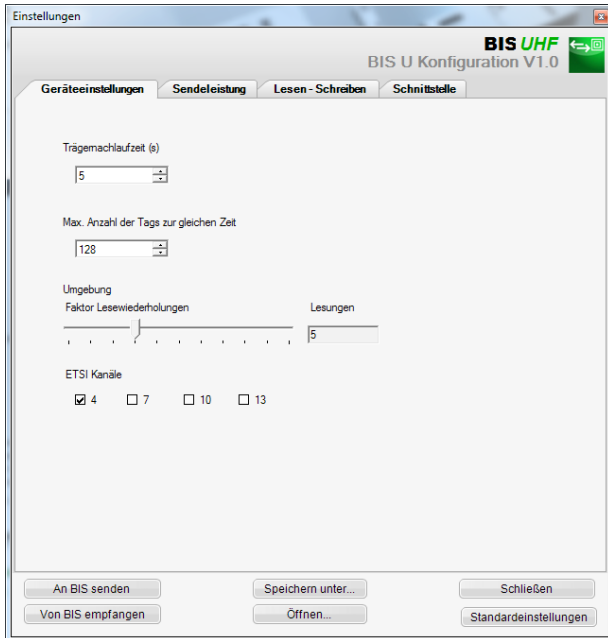 Einstellungen
BIS UHF
BIS U Konfiguration V1.0
Geräteeinstellungen Sendeleistung Lesen - Schreiben Schnittstelle
Trägernachlaufzeit (s)
5
Max. Anzahl der Tags zur gleichen Zeit
128
Umgebung
Faktor Lesewiederholungen Lesungen
5
ETSI Kanäle
4 7 10 13
An BIS senden Speichern unter... Schließen
Von BIS empfangen Öffnen... Standardeinstellungen